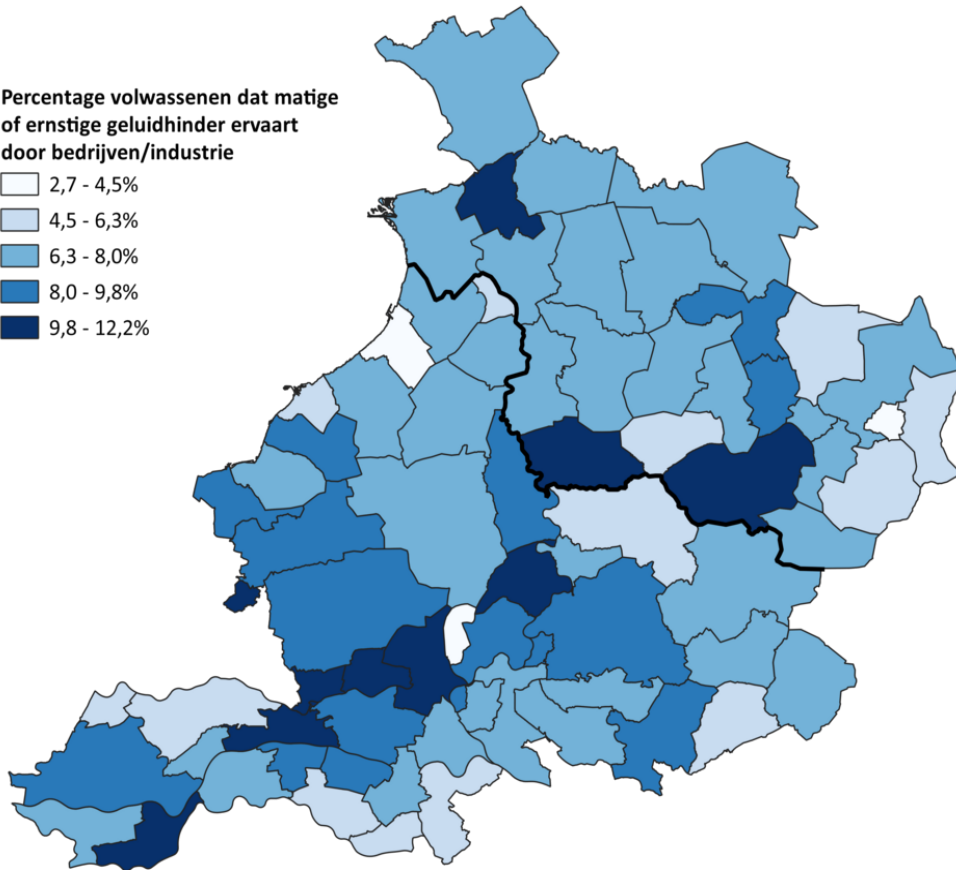 Percentage volwassenen dat matige
of ernstige geluidhinder ervaart
door bedrijven/industrie
2,7 - 4,5%
4,5 - 6,3%
6,3 - 8,0%
8,0 - 9,8%
9,8 - 12,2%